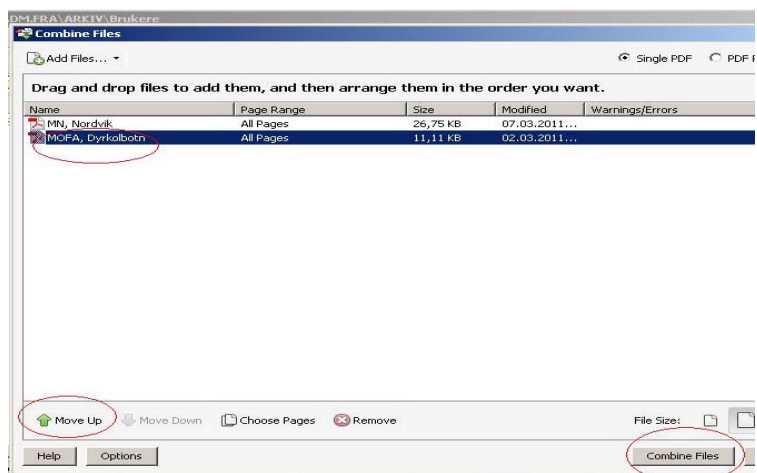 DM.FRA\ARKIV\Brukere
Combine Files
Add Files... Single PDF PDF
Drag and drop files to add them, and then arrange them in the order you want.
Name Page Range Size Modified Warnings/Errors
MN, Nordvik All Pages 26,75 KB 07.03.2011...
MOFA, Dyrkolbotn All Pages 11,11 KB 02.03.2011...
Move Up Move Down Choose Pages Remove File Size:
Help Options Combine Files